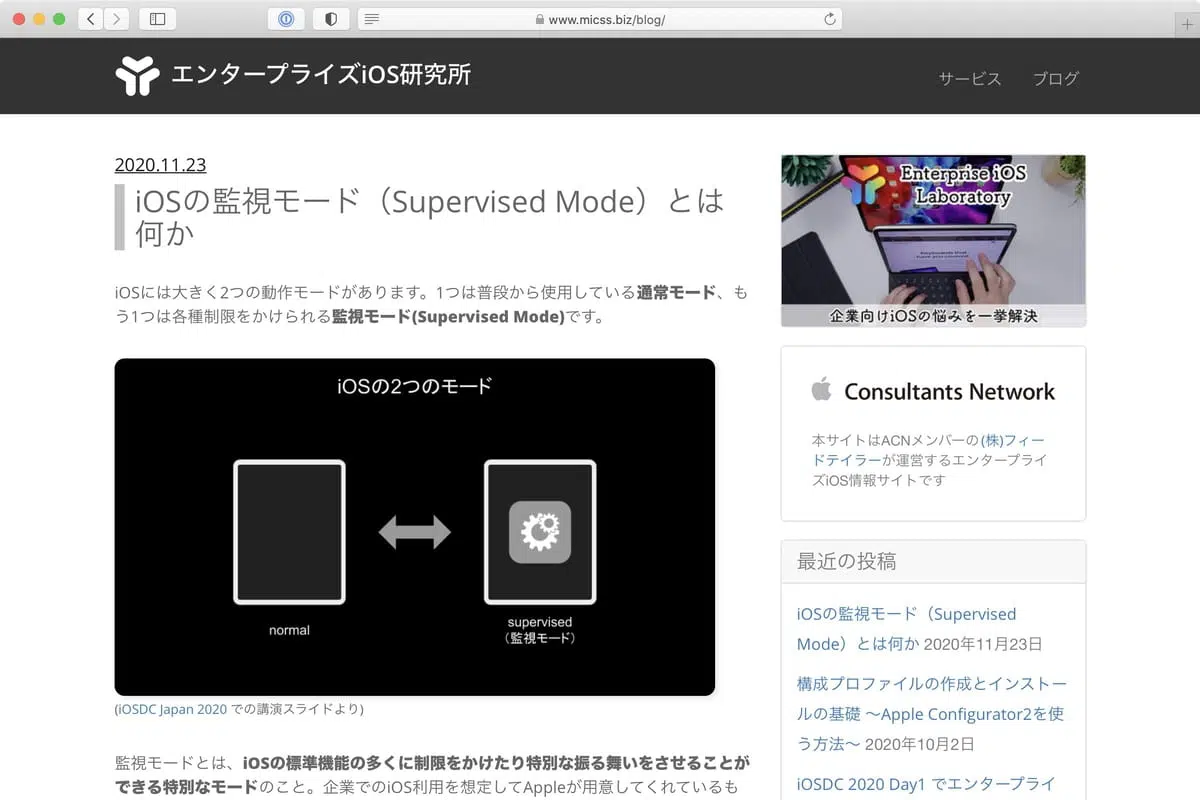 www.micss.biz/blog/
エンタープライズiOS研究所
サービス
ブログ
2020.11.23
iOSの監視モード（Supervised Mode）とは
何か
iOSには大きく2つの動作モードがあります。1つは普段から使用している通常モード、も
う1つは各種制限をかけられる監視モード(Supervised Mode)です。
iOSの2つのモード
normal
supervised
（監視モード）
(iOSDC Japan 2020 での講演スライドより)
監視モードとは、iOSの標準機能の多くに制限をかけたり特別な振る舞いをさせることが
できる特別なモードのこと。企業でのiOS利用を想定してAppleが用意してくれているも
Enterprise iOS
Laboratory
企業向けiOSの悩みを一挙解決
Consultants Network
本サイトはACNメンバーの(株)フィー
ドテイラーが運営するエンタープライ
ズiOS情報サイトです
最近の投稿
iOSの監視モード（Supervised
Mode）とは何か 2020年11月23日
構成プロファイルの作成とインストー
ルの基礎 〜Apple Configurator2を使
う方法〜 2020年10月2日
iOSDC 2020 Day1 でエンタープライ